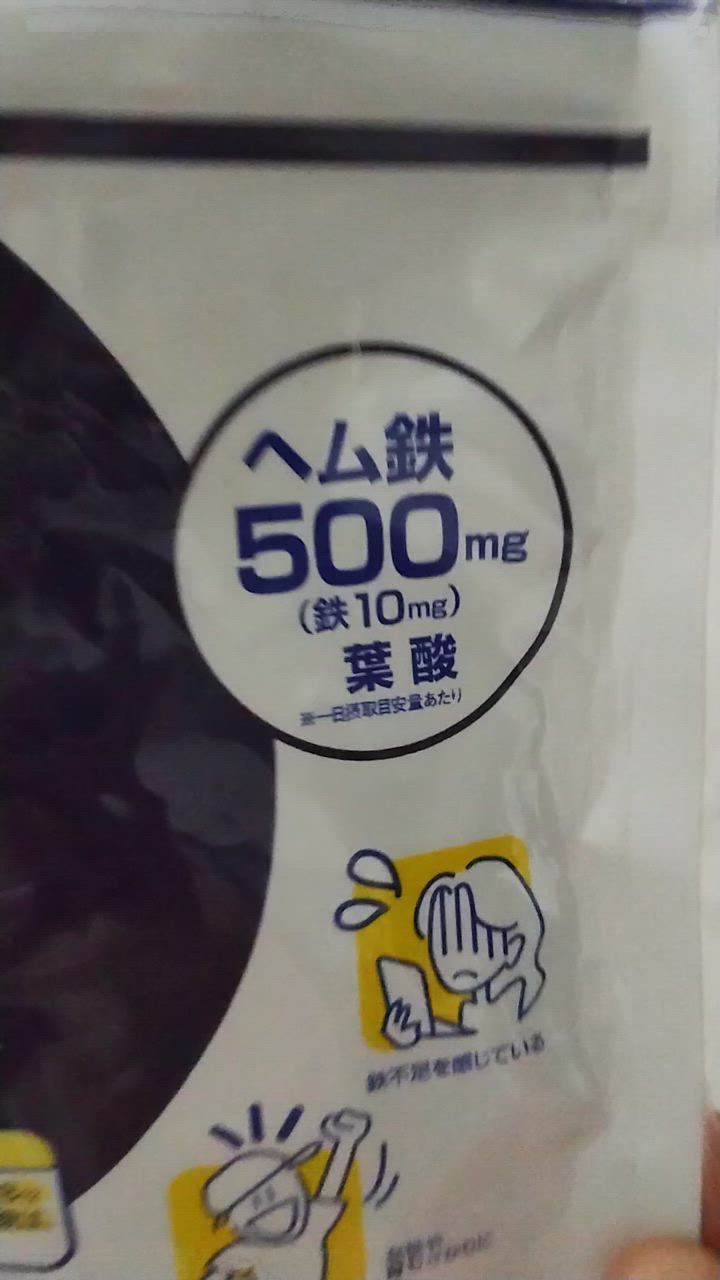 ヘム鉄
500mg
(鉄10mg)
葉酸
※一日摂取目安量あたり
鉄不足を感じている